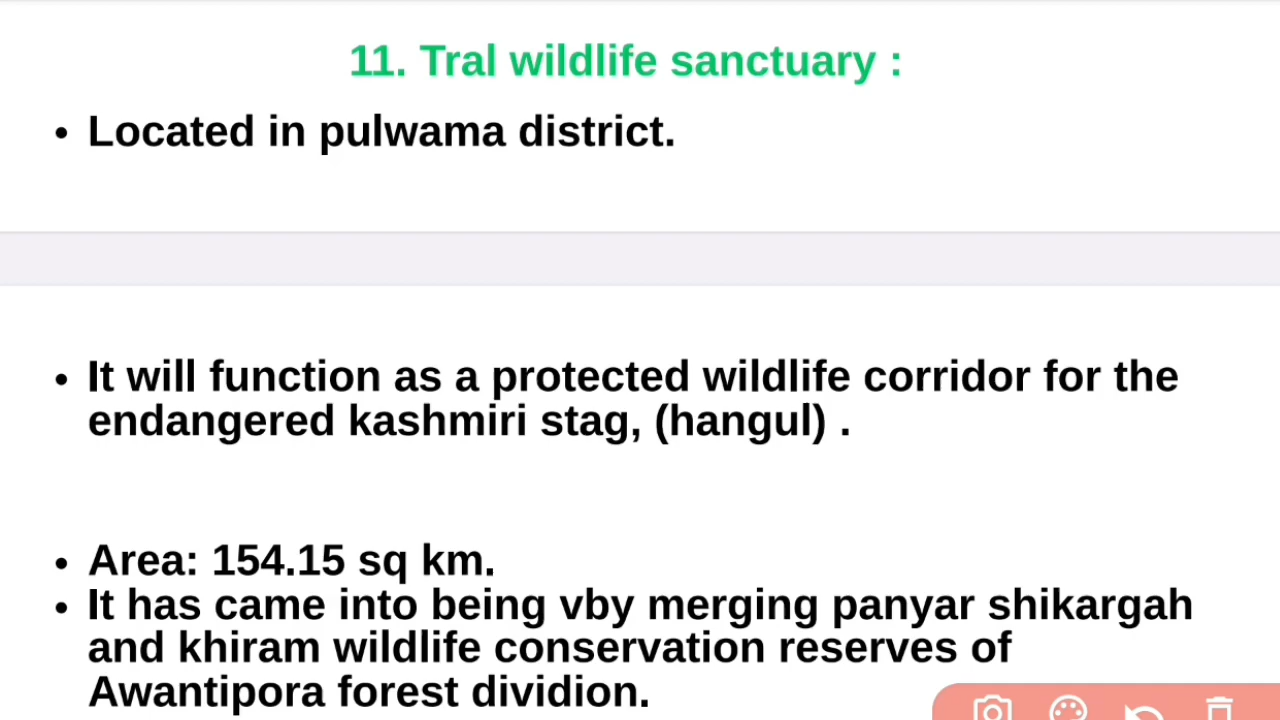 11. Tral wildlife sanctuary :
• Located in pulwama district.
• It will function as a protected wildlife corridor for the
endangered kashmiri stag, (hangul) .
• Area: 154.15 sq km.
• It has came into being vby merging panyar shikargah
and khiram wildlife conservation reserves of
Awantipora forest dividion.